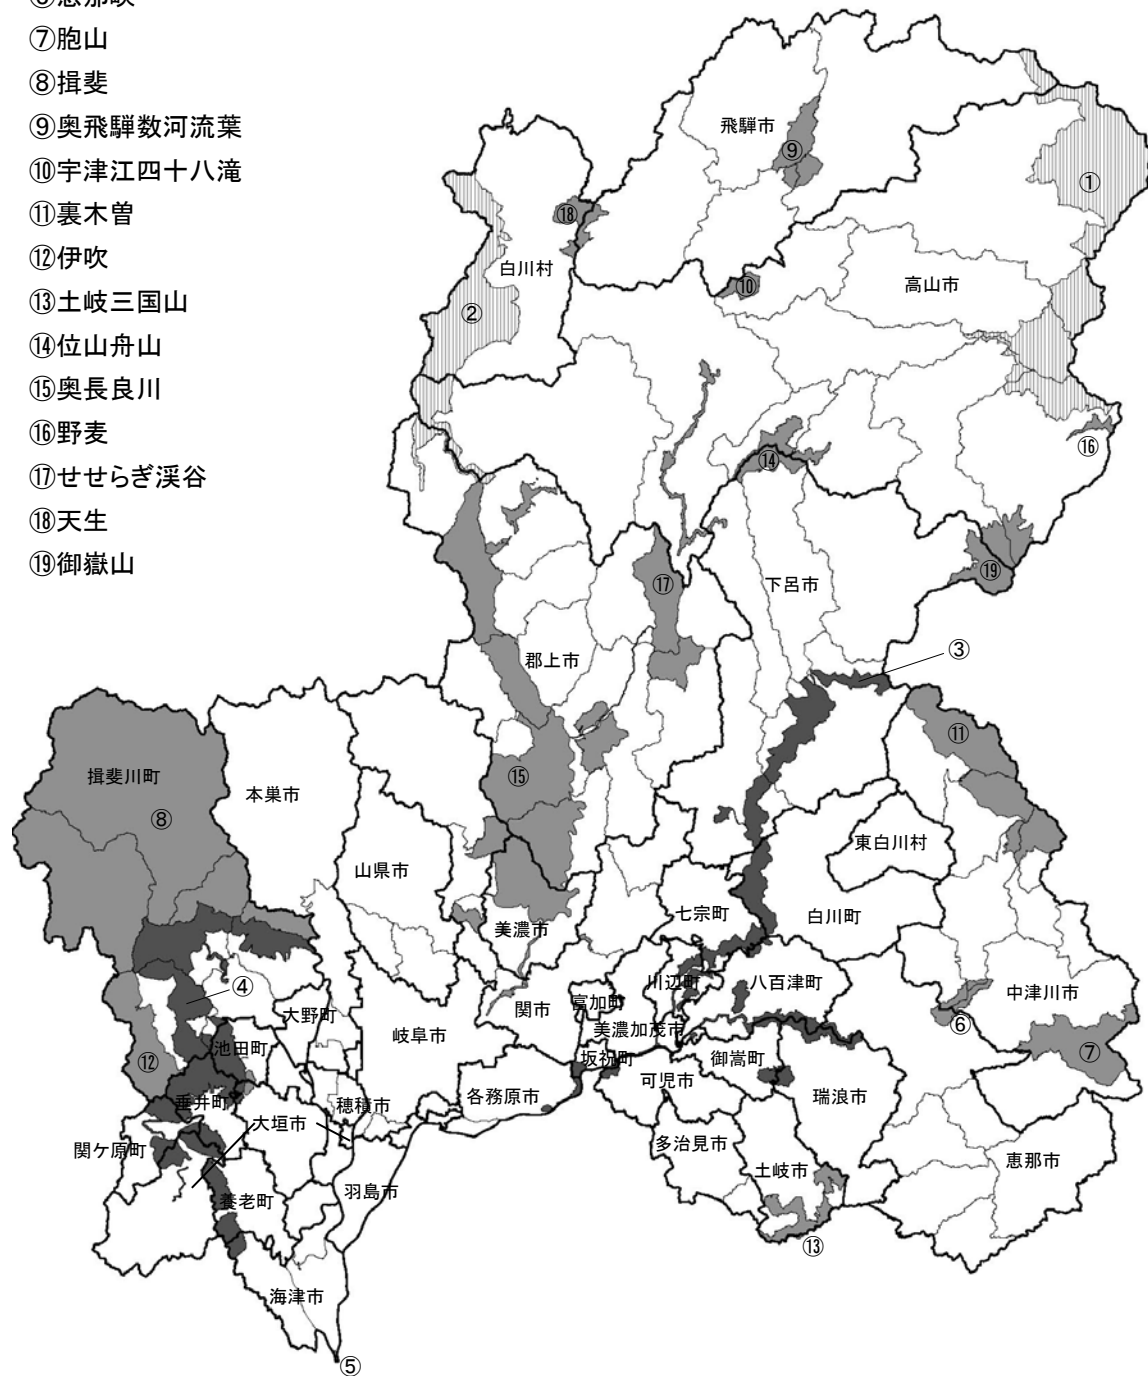 ⑦胞山
⑧揖斐
⑨奥飛騨数河流葉
⑩宇津江四十八滝
⑪裏木曽
⑫伊吹
⑬土岐三国山
⑭位山舟山
⑮奥長良川
⑯野麦
⑰せせらぎ渓谷
⑱天生
⑲御嶽山
飛騨市
⑨
①
⑱
白川村
⑩
高山市
②
⑯
⑭
⑰
下呂市
⑲
郡上市
③
⑪
揖斐川町
本巣市
⑮
⑧
山県市
東白川村
七宗町
白川町
美濃市
④
川辺町
八百津町
中津川市
大野町
富加町
関市
⑥
池田町
岐阜市
美濃加茂市
⑫
坂祝町
御嵩町
⑦
可児市
垂井町
穂積市
各務原市
瑞浪市
大垣市
関ケ原町
多治見市
土岐市
恵那市
養老町
羽島市
⑬
海津市
⑤